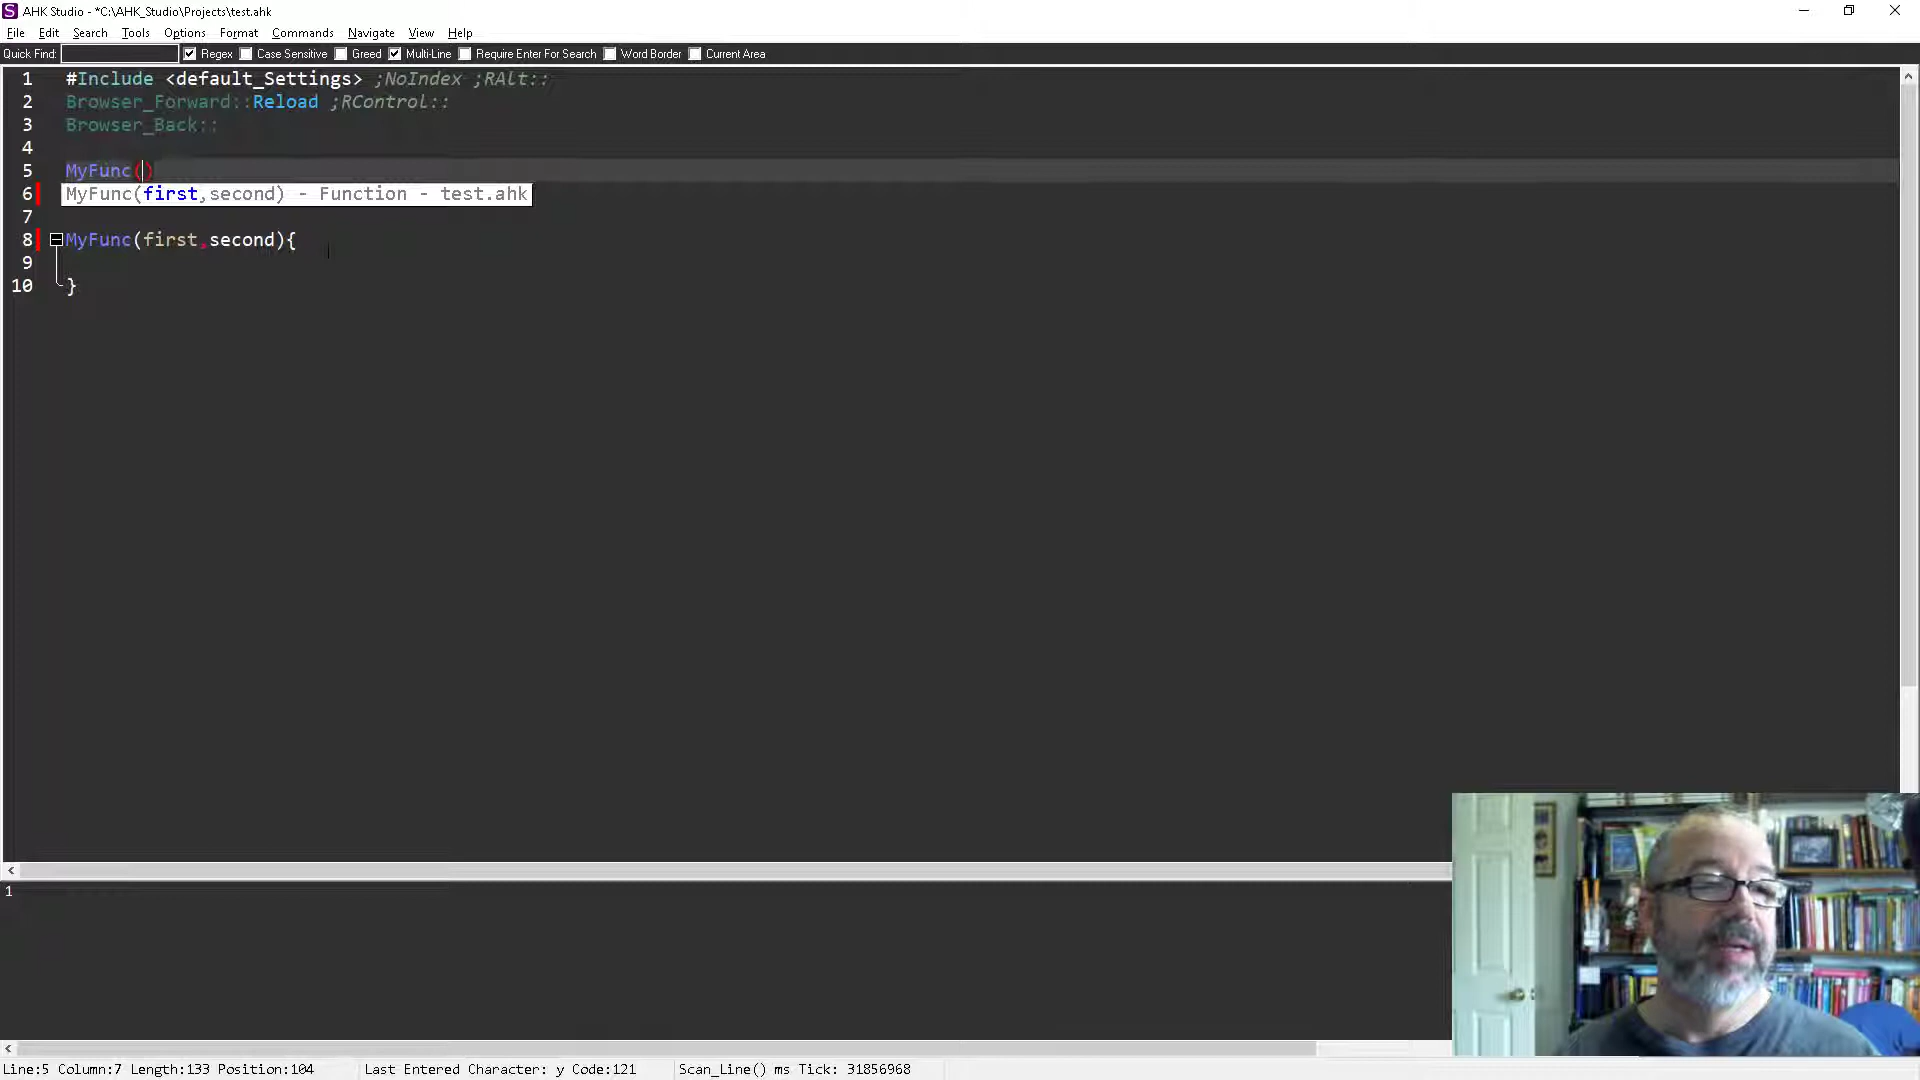 AHK Studio - *C:\AHK_Studio\Projects\test.ahk
File Edit Search Tools Options Format Commands Navigate View Help
Quick Find: Regex Case Sensitive Greed Multi-Line Require Enter For Search Word Border Current Area
1 #Include <default_Settings> ;NoIndex ;RAlt::
2 Browser_Forward::Reload ;RControl::
3 Browser_Back::
4
5 MyFunc()
6 MyFunc(first,second) - Function - test.ahk
7
8 MyFunc(first,second){
9
10 }
1
Line:5 Column:7 Length:133 Position:104 Last Entered Character: y Code:121 Scan_Line() ms Tick: 31856968